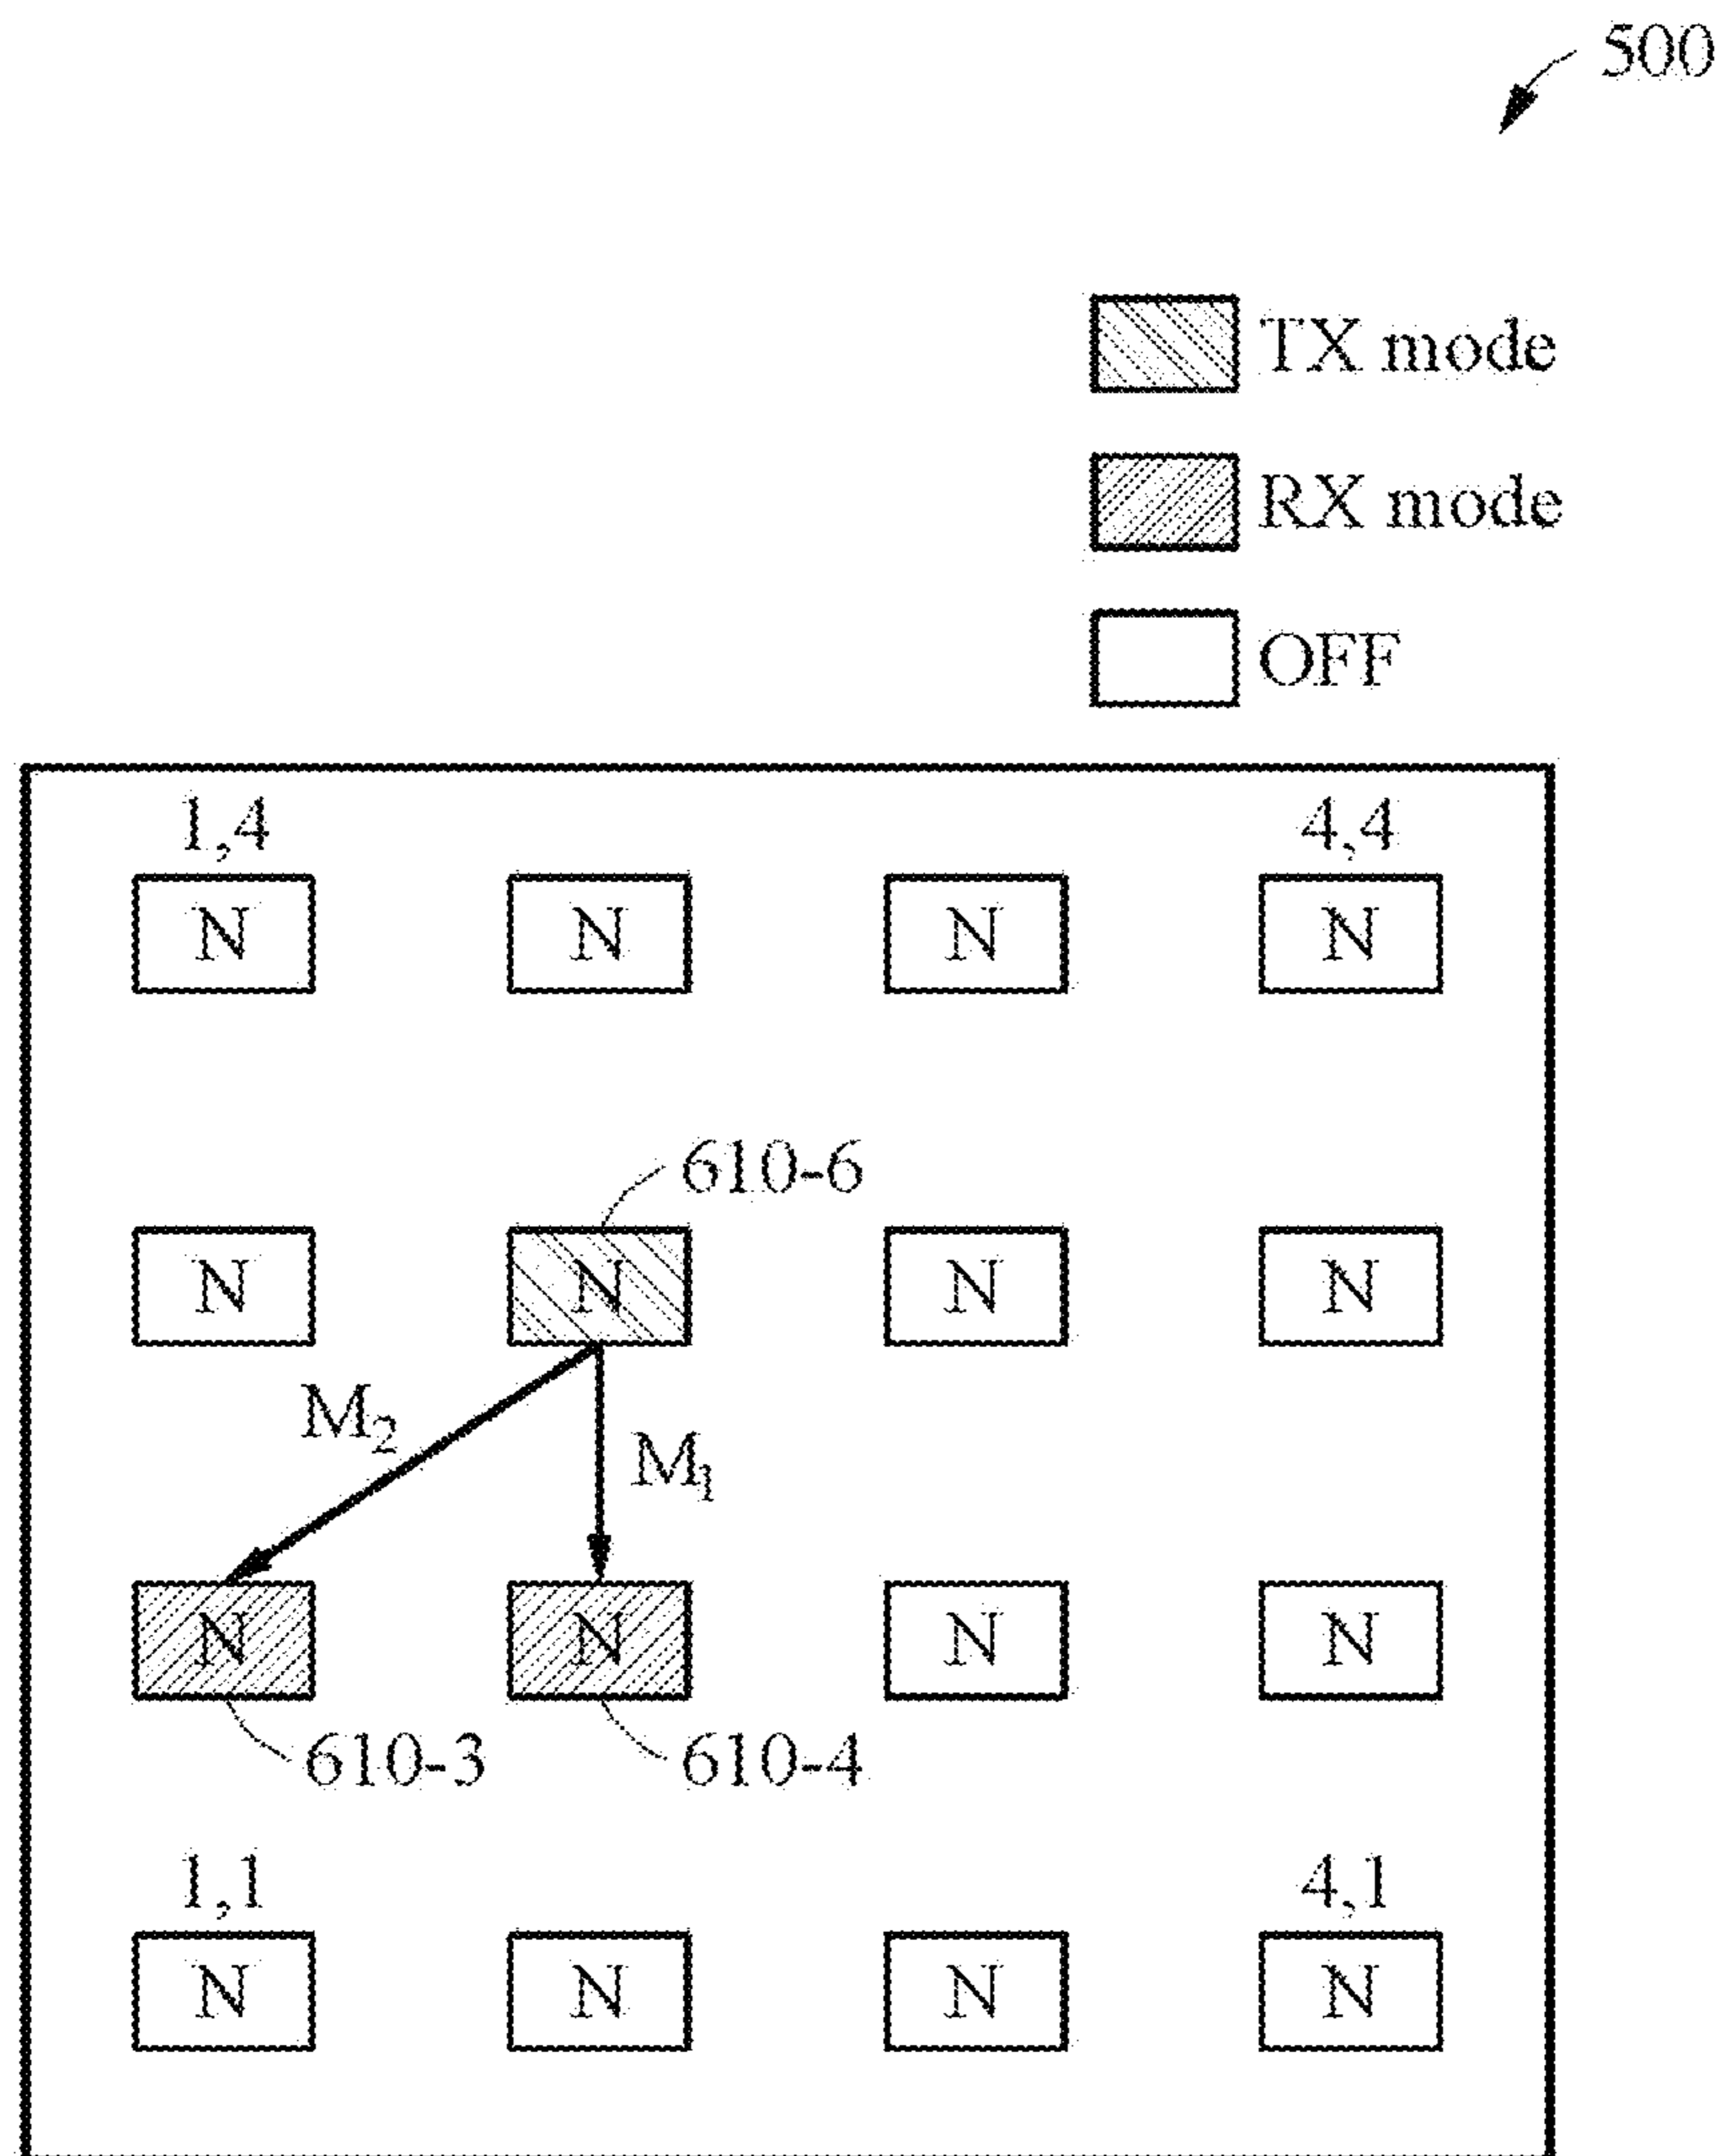 500
TX mode
RX mode
OFF
1,4 4,4
N N N N
610-6
N N N N
M2
M1
N N N N
610-3 610-4
1,1 4,1
N N N N